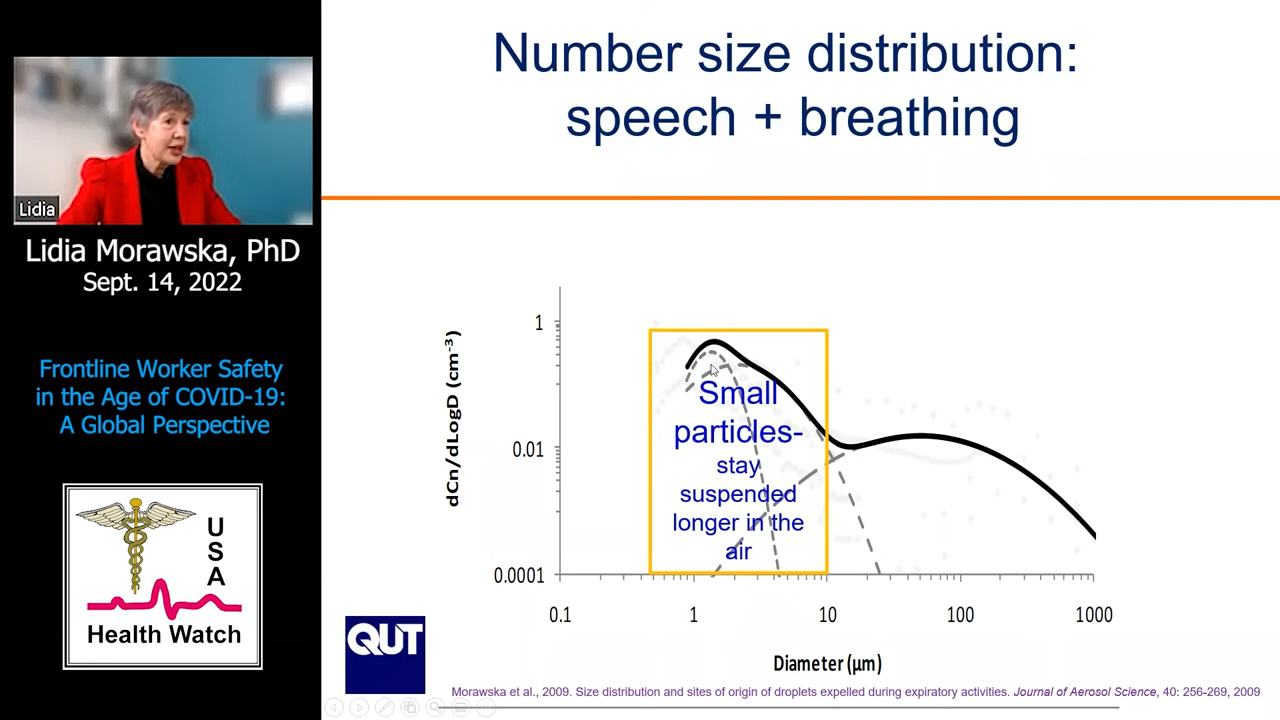 Lidia
Lidia Morawska, PhD
Sept. 14, 2022
Frontline Worker Safety
in the Age of COVID-19:
A Global Perspective
USA
Health Watch
Number size distribution:
speech + breathing
dCn/dLogD (cm⁻³)
1
0.01
0.0001
Small
particles-
stay
suspended
longer in the
air
0.1
1
10
100
1000
Diameter (µm)
QUT
Morawska et al., 2009. Size distribution and sites of origin of droplets expelled during expiratory activities. Journal of Aerosol Science, 40: 256-269, 2009